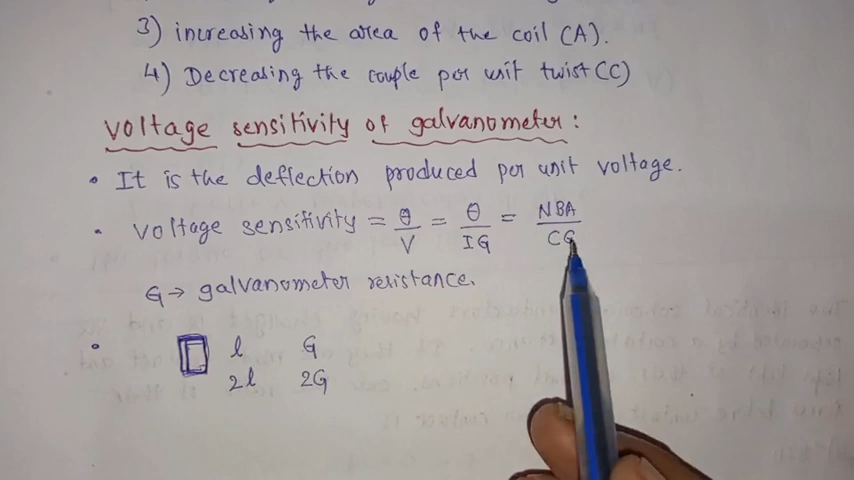 3) increasing the area of the coil (A).
4) Decreasing the couple per unit twist (C)
Voltage sensitivity of galvanometer :
• It is the deflection produced per unit voltage.
• Voltage sensitivity = θ/V = θ/IG = NBA/CG
G → galvanometer resistance.
• l G
2l 2G